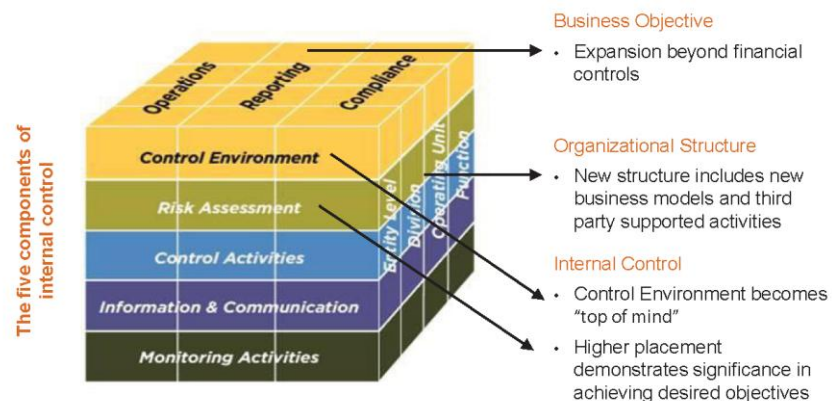 The five components of
internal control
Operations
Reporting
Compliance
Control Environment
Risk Assessment
Control Activities
Information & Communication
Monitoring Activities
Entity Level
Division
Operating Unit
Function
Business Objective
• Expansion beyond financial
controls
Organizational Structure
• New structure includes new
business models and third
party supported activities
Internal Control
• Control Environment becomes
“top of mind”
• Higher placement
demonstrates significance in
achieving desired objectives